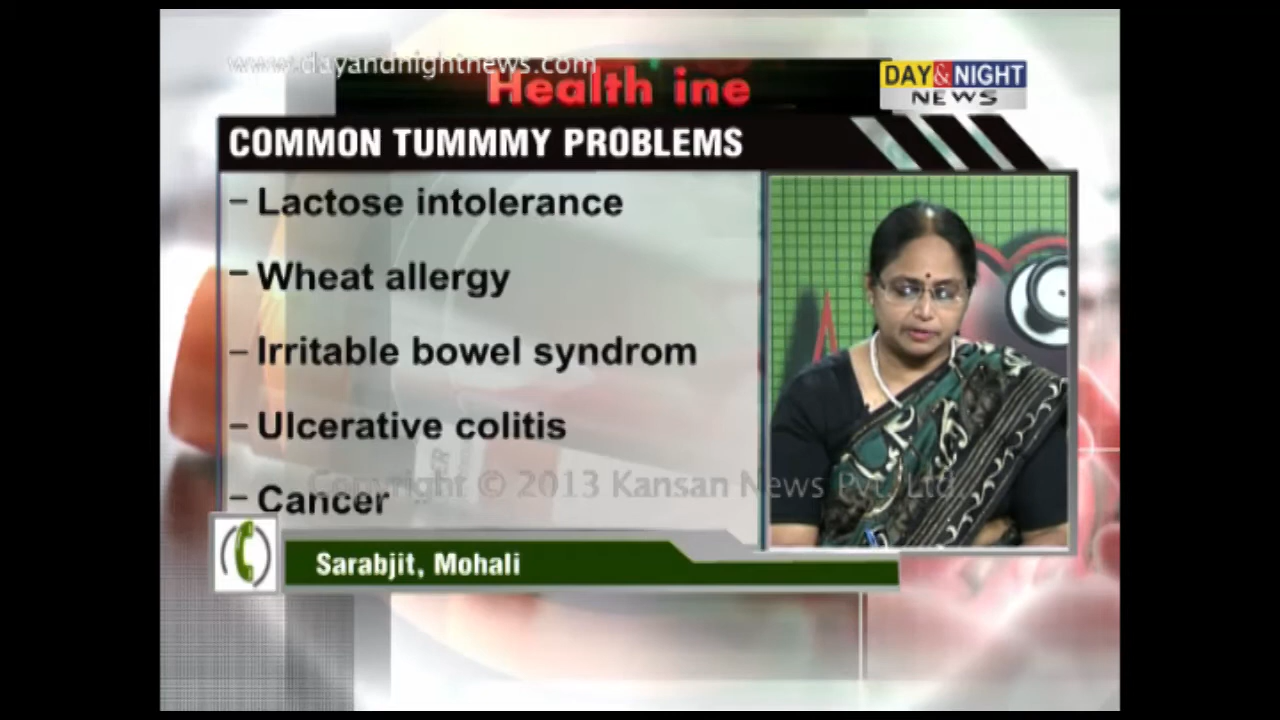 www.dayandnightnews.com
Health ine
DAY & NIGHT
NEWS
COMMON TUMMMY PROBLEMS
– Lactose intolerance
– Wheat allergy
– Irritable bowel syndrom
– Ulcerative colitis
– Cancer
Copyright © 2013 Kansan News Pvt. Ltd.
Sarabjit, Mohali